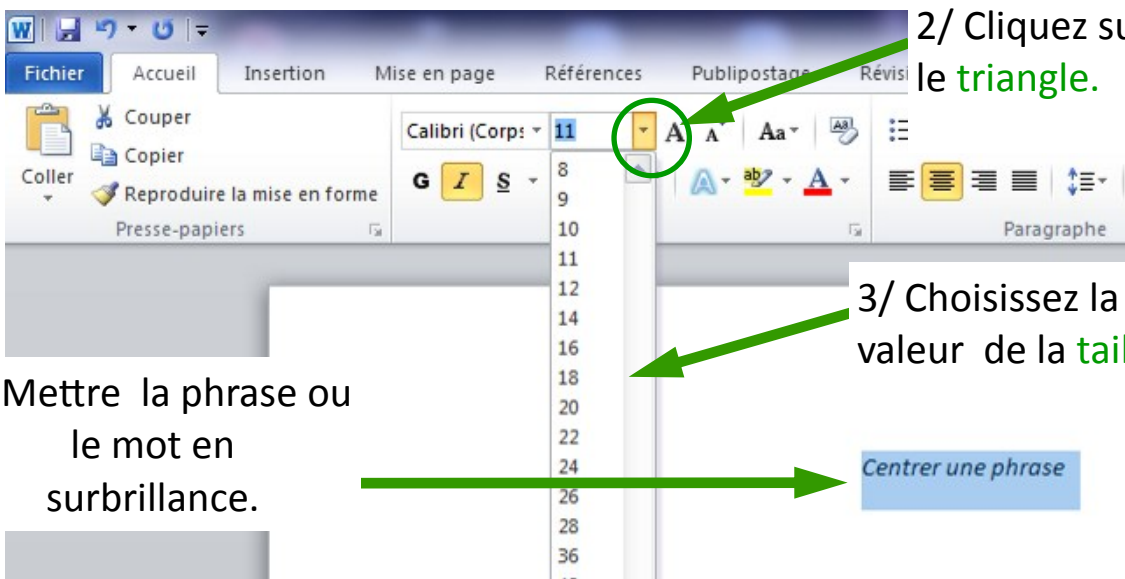 2/ Cliquez su
le triangle.
Fichier Accueil Insertion Mise en page Références Publipostage Révisi
Couper
Copier
Reproduire la mise en forme
Coller
Presse-papiers
Calibri (Corps 11
A A Aa
G I S
A ab A
Paragraphe
8
9
10
11
12
14
16
18
20
22
24
26
28
36
3/ Choisissez la
valeur de la tail
Mettre la phrase ou
le mot en
surbrillance.
Centrer une phrase